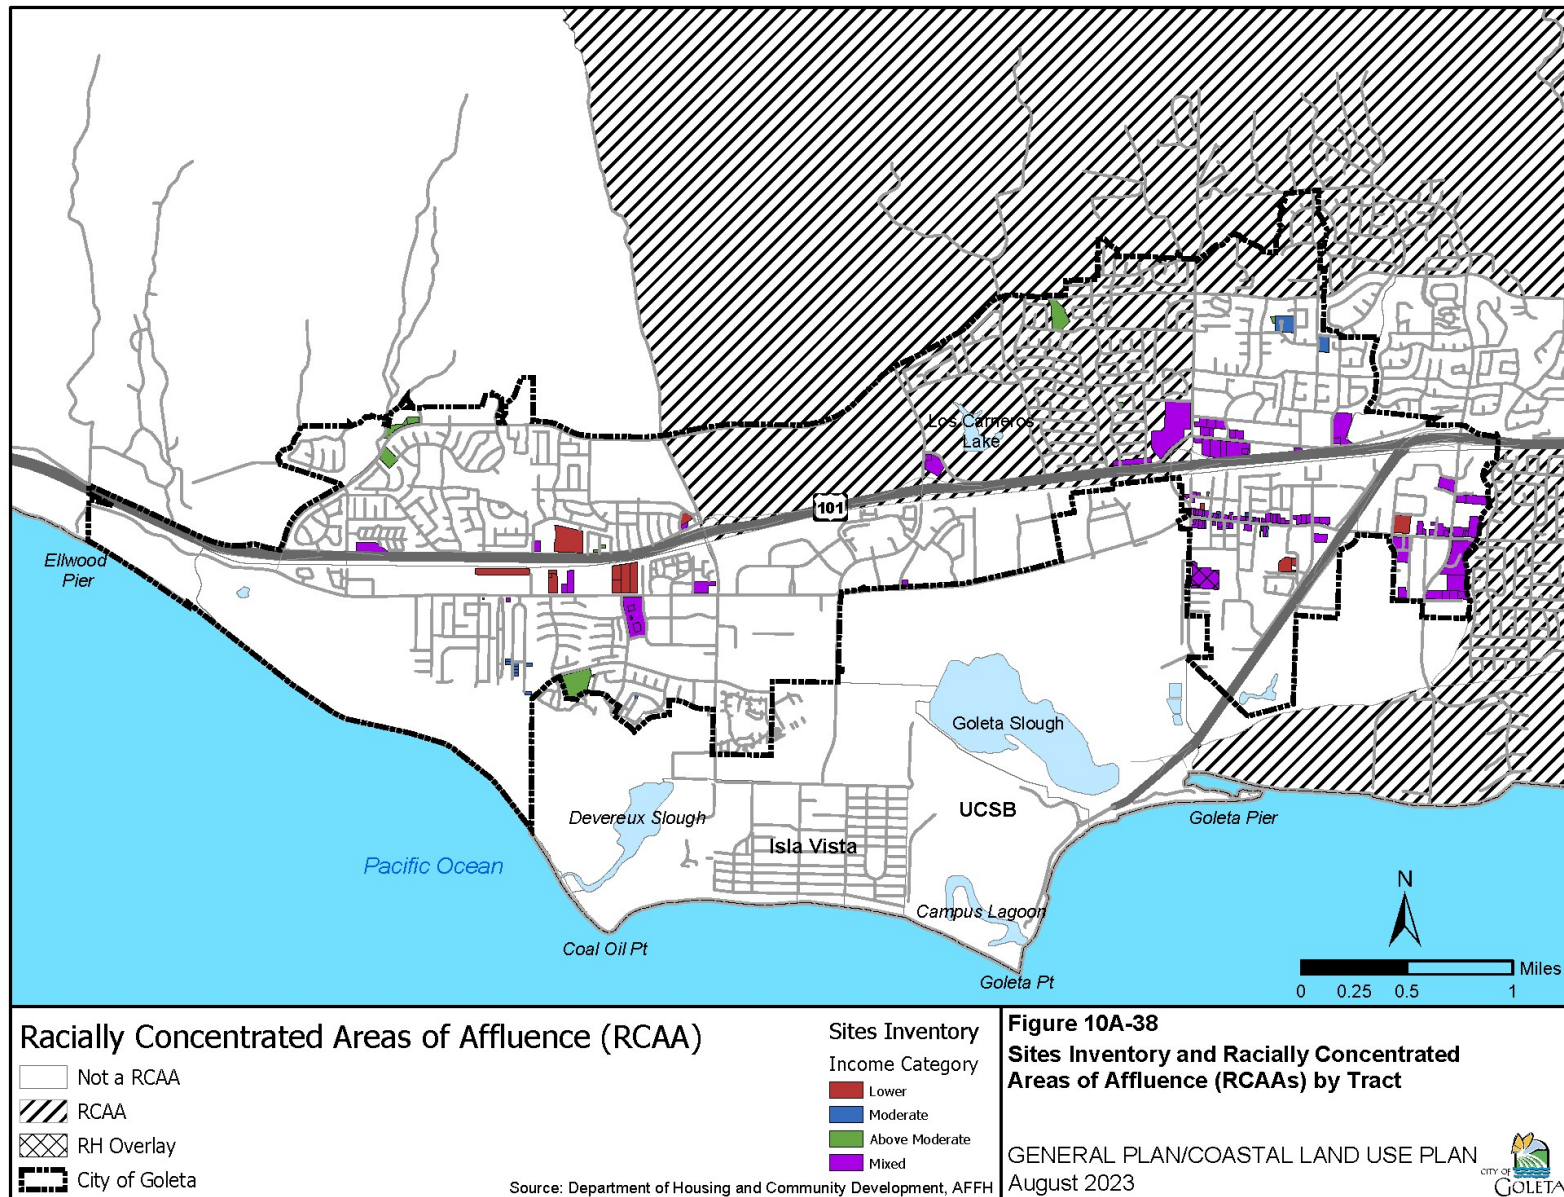 Los Carneros
Lake
101
Ellwood
Pier
Goleta Slough
Devereux Slough
UCSB
Goleta Pier
Isla Vista
Pacific Ocean
Campus Lagoon
N
Coal Oil Pt
Goleta Pt
Miles
0 0.25 0.5 1
Racially Concentrated Areas of Affluence (RCAA)
Not a RCAA
RCAA
RH Overlay
City of Goleta
Sites Inventory
Income Category
Lower
Moderate
Above Moderate
Mixed
Source: Department of Housing and Community Development, AFFH
Figure 10A-38
Sites Inventory and Racially Concentrated
Areas of Affluence (RCAAs) by Tract
GENERAL PLAN/COASTAL LAND USE PLAN
August 2023
CITY OF
GOLETA